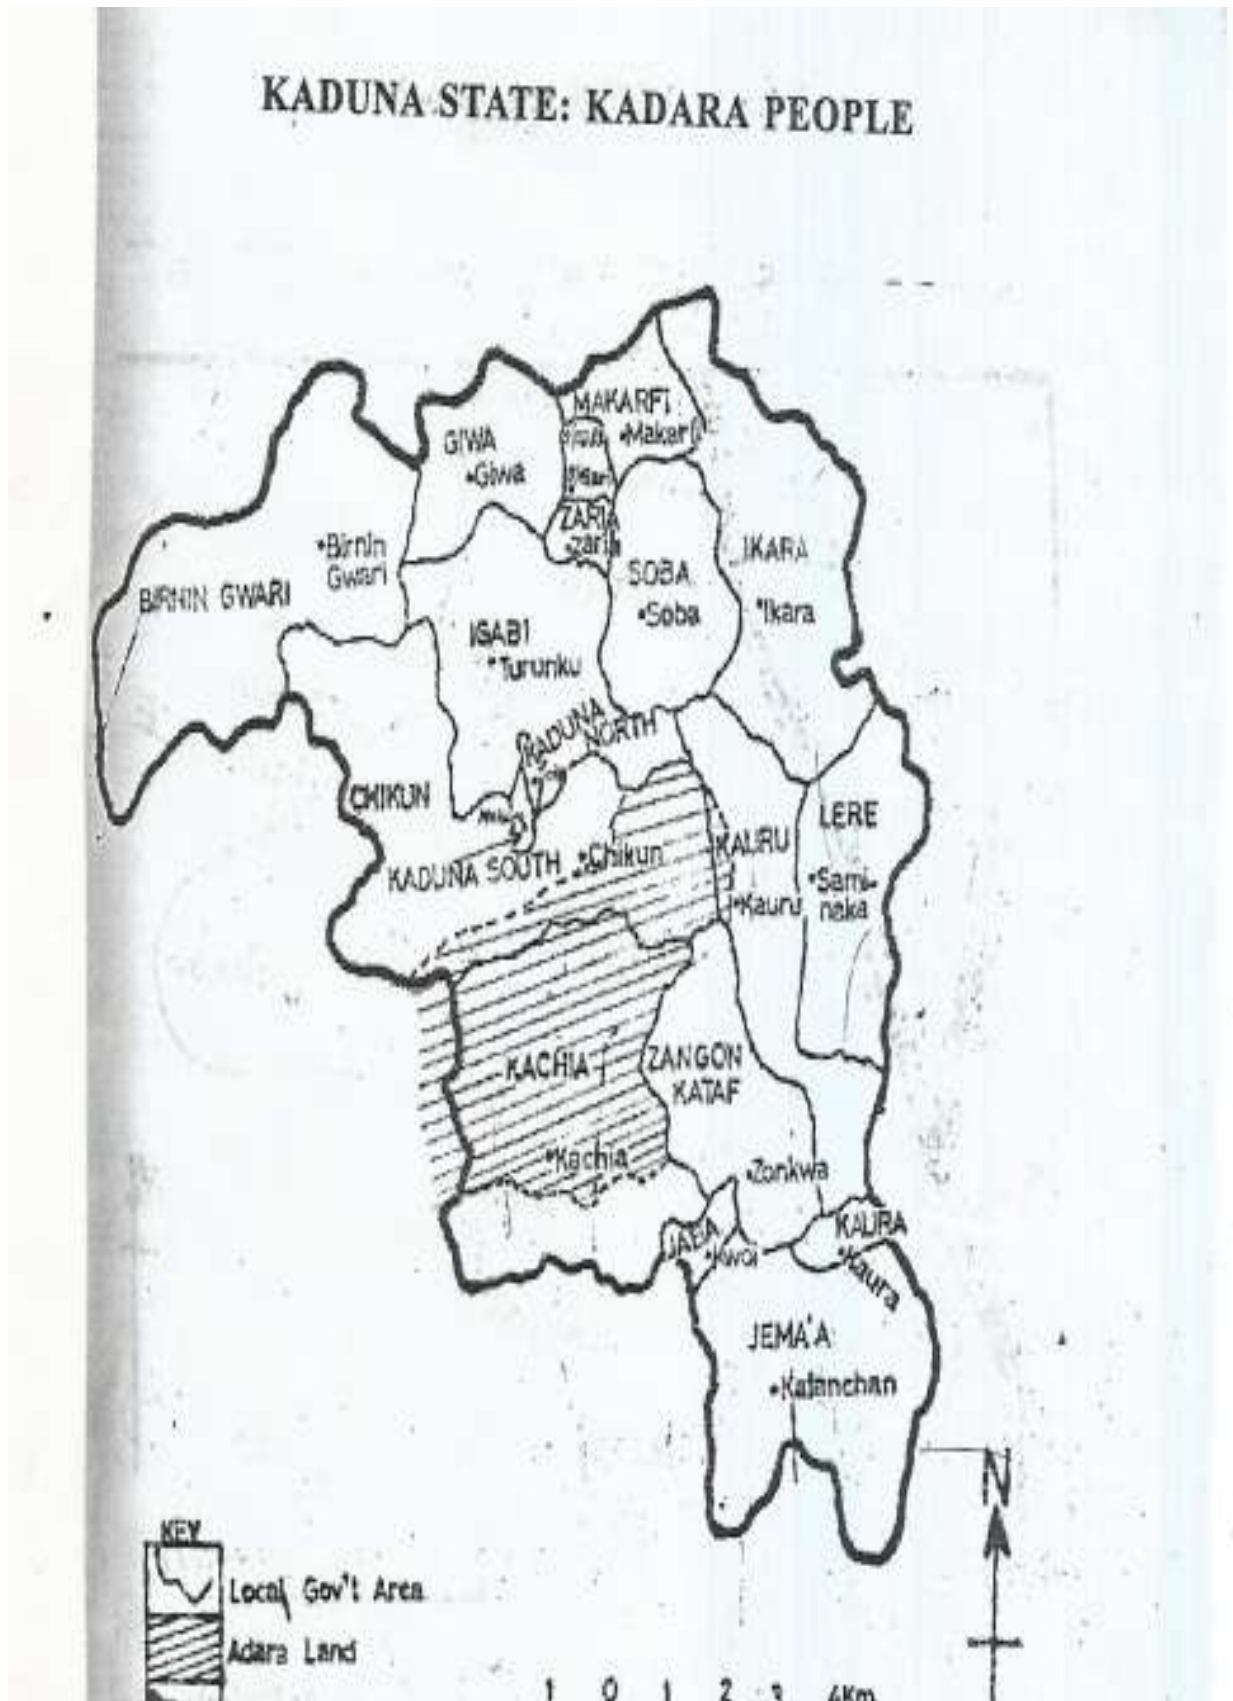 KADUNA STATE: KADARA PEOPLE
MAKARFI
Makarfi
GIWA
Giwa
ZARIA
Zaria
Birnin
Gwari
BIRNIN GWARI
SOBA
Soba
IKARA
Ikara
IGABI
Turunku
KADUNA
NORTH
CHIKUN
LERE
KAURU
Chikun
KADUNA SOUTH
Sami-
naka
Kauru
KACHIA
ZANGON
KATAF
Kachia
Zonkwa
KAURA
JABA
Kwoi
Kaura
JEMA'A
Kafanchan
N
KEY
Local Gov't Area
Adara Land
1 0 1 2 3 4Km